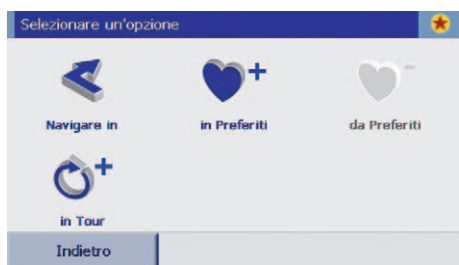 Selezionare un'opzione
Navigare in
in Preferiti
da Preferiti
in Tour
Indietro